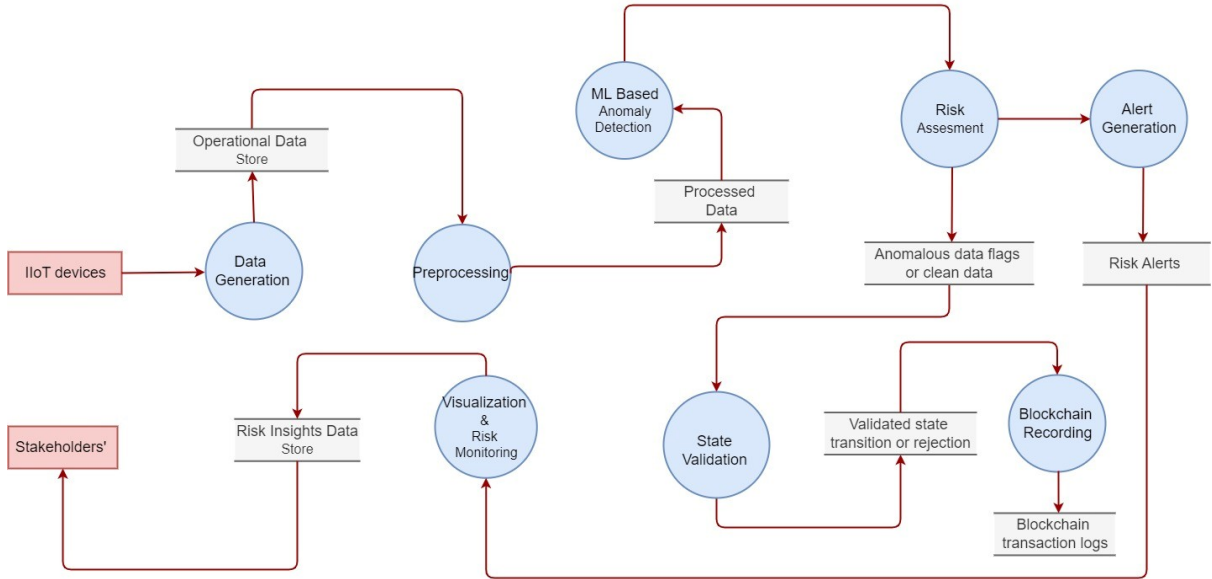 ML Based
Anomaly
Detection
Risk
Assesment
Alert
Generation
Operational Data
Store
Processed
Data
IIoT devices
Data
Generation
Preprocessing
Anomalous data flags
or clean data
Risk Alerts
Stakeholders'
Risk Insights Data
Store
Visualization
&
Risk
Monitoring
State
Validation
Validated state
transition or rejection
Blockchain
Recording
Blockchain
transaction logs